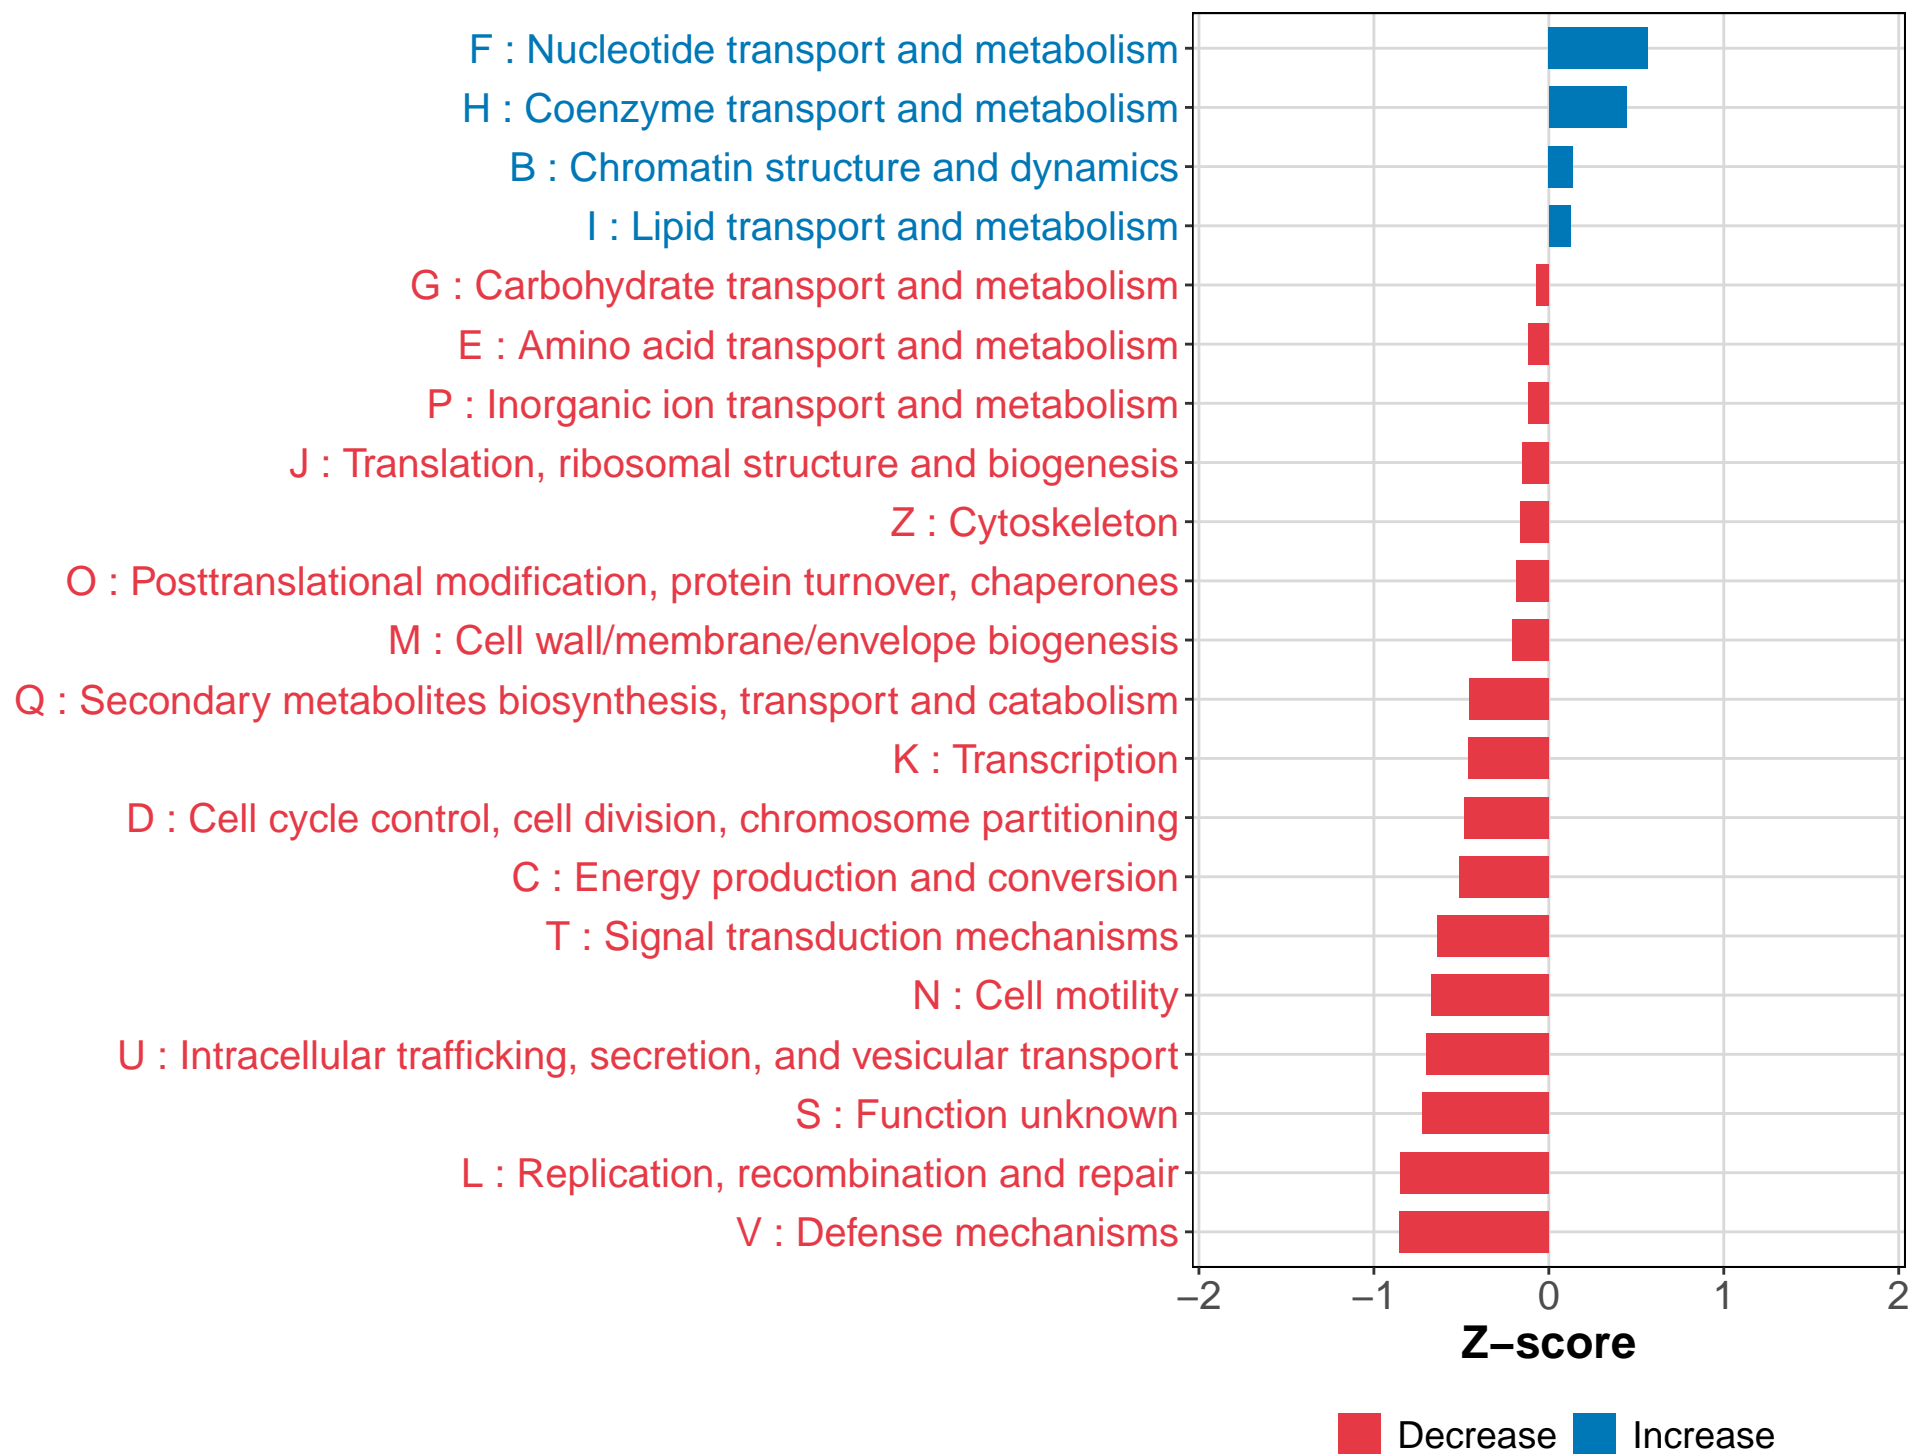 F : Nucleotide transport and metabolism
H : Coenzyme transport and metabolism
B : Chromatin structure and dynamics
I : Lipid transport and metabolism
G : Carbohydrate transport and metabolism
E : Amino acid transport and metabolism
P : Inorganic ion transport and metabolism
J : Translation, ribosomal structure and biogenesis
Z : Cytoskeleton
O : Posttranslational modification, protein turnover, chaperones
M : Cell wall/membrane/envelope biogenesis
Q : Secondary metabolites biosynthesis, transport and catabolism
K : Transcription
D : Cell cycle control, cell division, chromosome partitioning
C : Energy production and conversion
T : Signal transduction mechanisms
N : Cell motility
U : Intracellular trafficking, secretion, and vesicular transport
S : Function unknown
L : Replication, recombination and repair
V : Defense mechanisms
−2 −1 0 1 2
Z−score
Decrease Increase